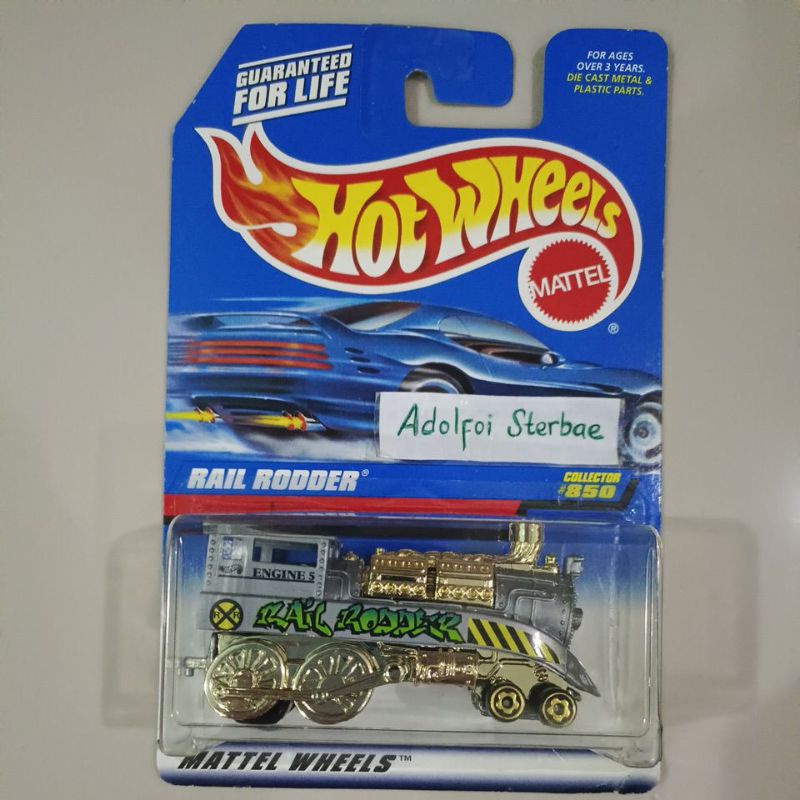 GUARANTEED
FOR LIFE
FOR AGES
OVER 3 YEARS.
DIE CAST METAL &
PLASTIC PARTS.
HOT WHEELS
MATTEL
®
Adolfoi Sterbae
RAIL RODDER®
COLLECTOR
#850
ENGINE 5
R R
RAIL RODDER
MATTEL WHEELS™